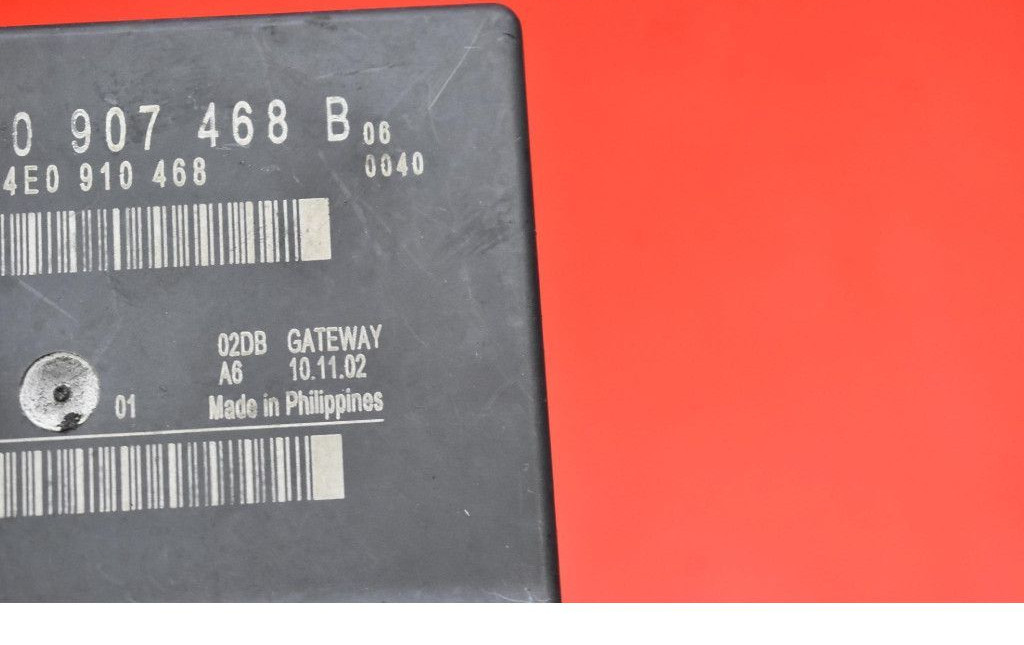 0 907 468 B 06
4E0 910 468 0040
02DB GATEWAY
A6 10.11.02
01 Made in Philippines